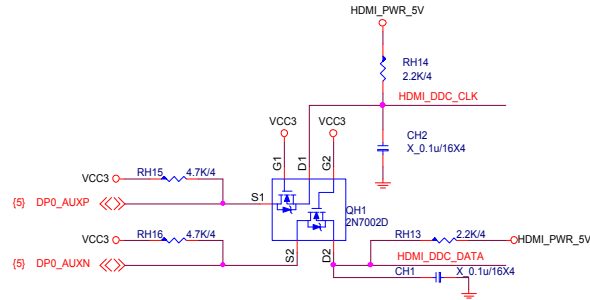 HDMI_PWR_5V
RH14
2.2K/4
HDMI_DDC_CLK
VCC3
VCC3
CH2
X_0.1u/16X4
G1
D1
G2
VCC3
RH15
4.7K/4
{5}
DP0_AUXP
S1
QH1
2N7002D
VCC3
RH16
4.7K/4
S2
D2
RH13
2.2K/4
HDMI_PWR_5V
{5}
DP0_AUXN
HDMI_DDC_DATA
CH1
X_0.1u/16X4